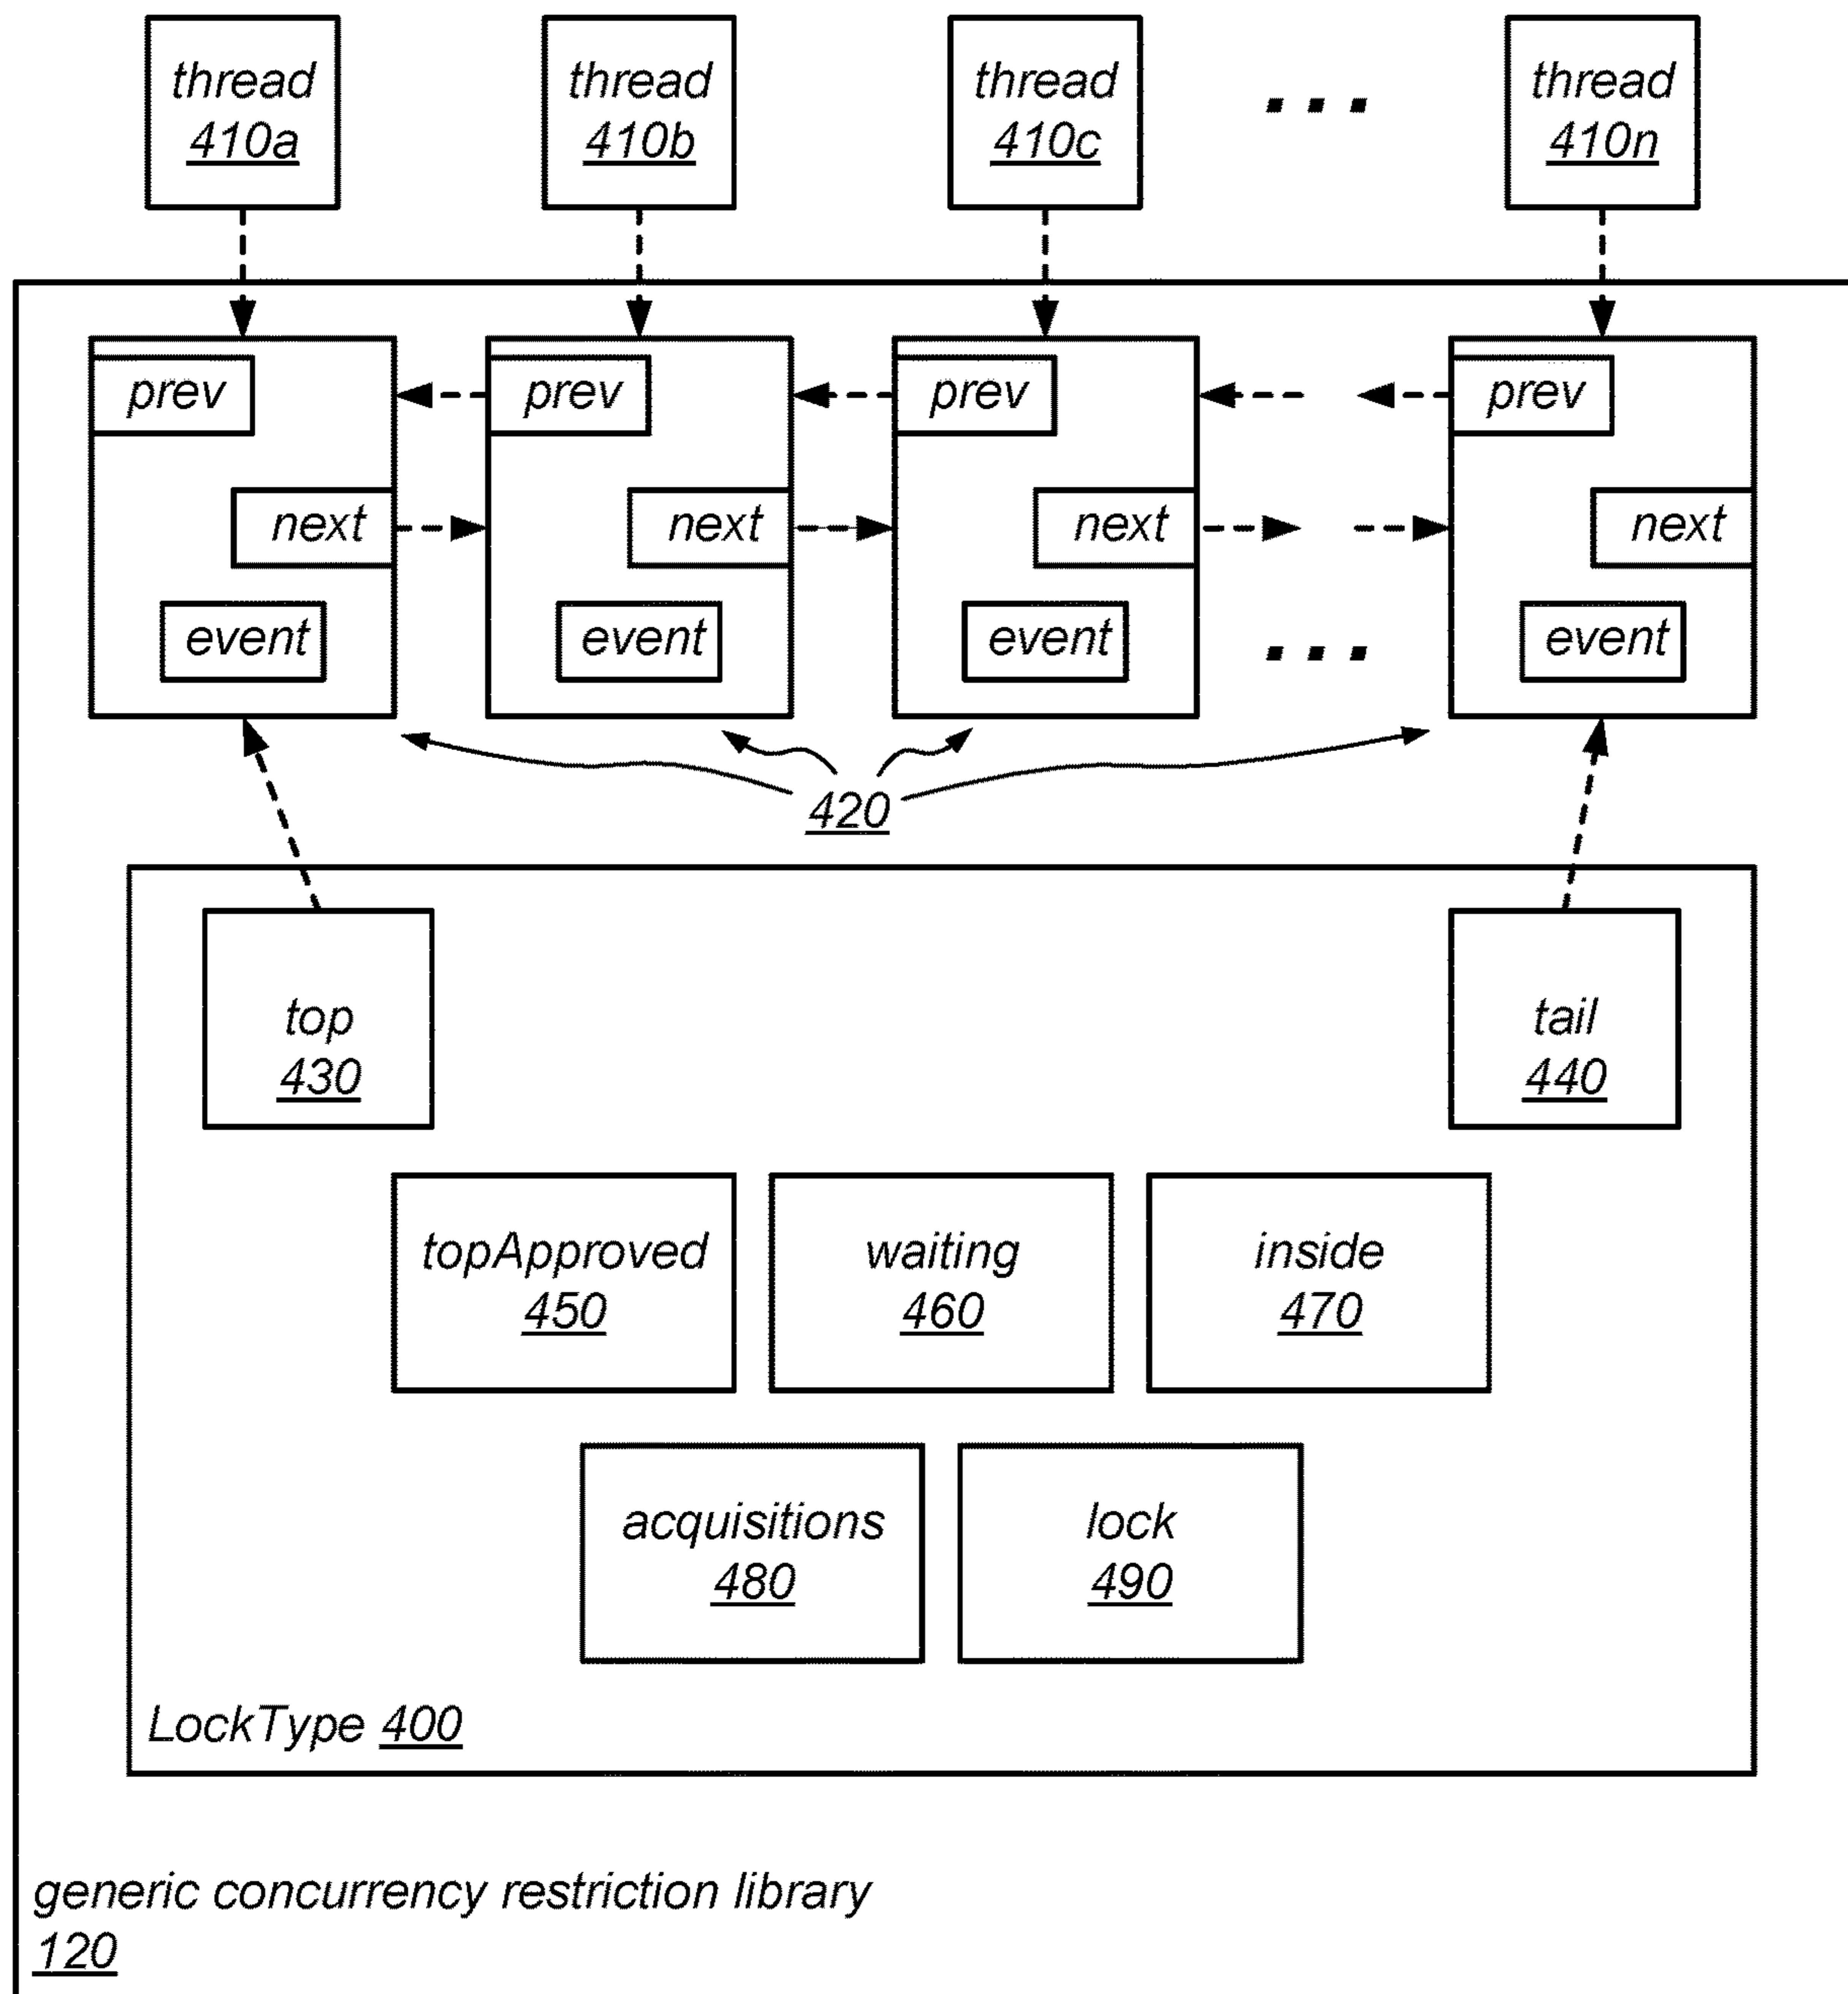 thread
410a
thread
410b
thread
410c
. . .
thread
410n
prev
prev
prev
prev
next
next
next
next
event
event
event
. . .
event
420
top
430
tail
440
topApproved
450
waiting
460
inside
470
acquisitions
480
lock
490
LockType 400
generic concurrency restriction library
120